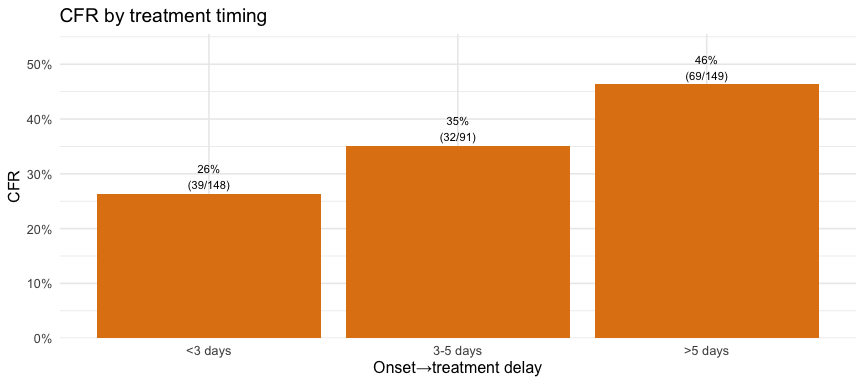 CFR by treatment timing
CFR
50%
40%
30%
20%
10%
0%
26%
(39/148)
35%
(32/91)
46%
(69/149)
<3 days
3-5 days
>5 days
Onset→treatment delay